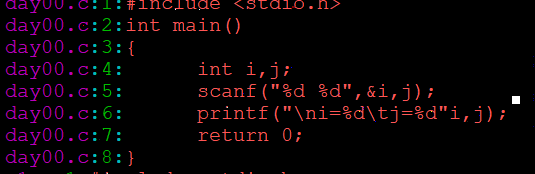 day00.c:1:#include <stdio.h>
day00.c:2:int main()
day00.c:3:{
day00.c:4:      int i,j;
day00.c:5:      scanf("%d %d",&i,j);
day00.c:6:      printf("\ni=%d\tj=%d"i,j);
day00.c:7:      return 0;
day00.c:8:}